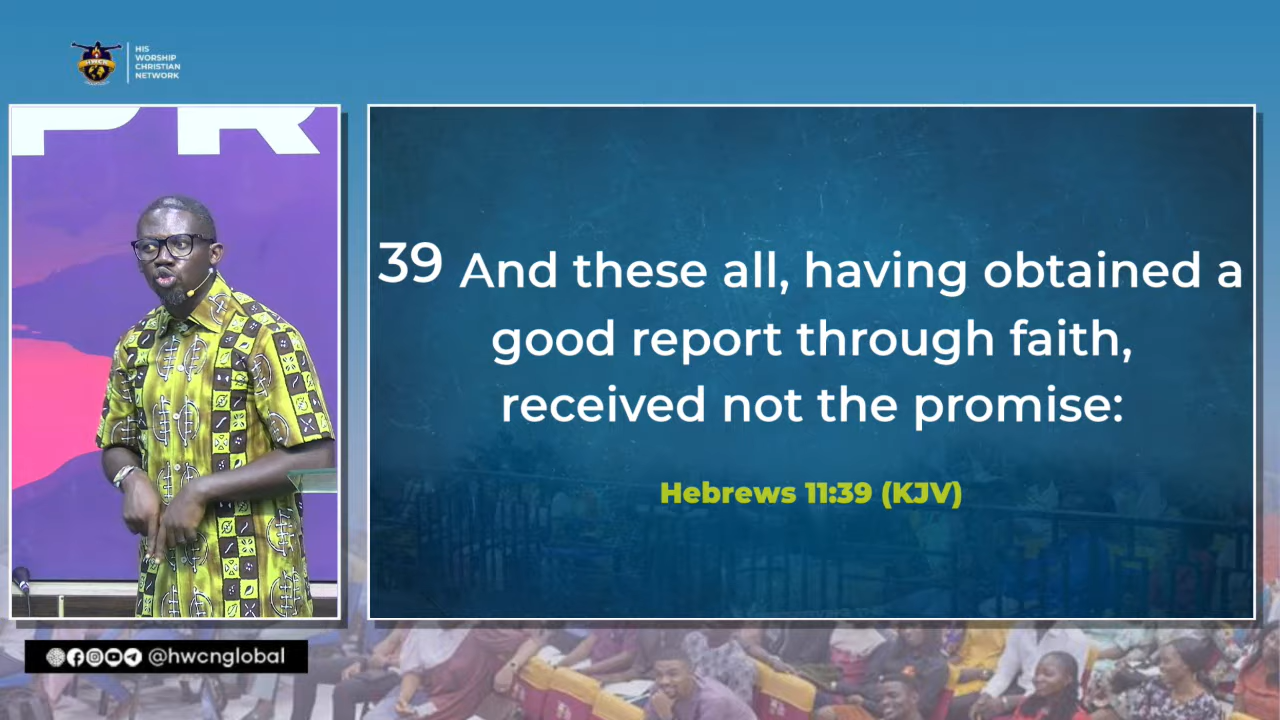 HIS
WORSHIP
CHRISTIAN
NETWORK
PR
39 And these all, having obtained a
good report through faith,
received not the promise:
Hebrews 11:39 (KJV)
@hwcnglobal